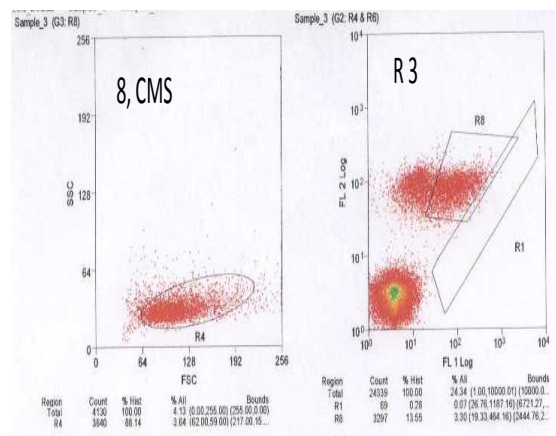 Sample_3 (G3: R8)
256
192
128
64
0
SSC
8, CMS
R4
0 64 128 192 256
FSC
Region Count % Hist % All Bounds
Total 4130 100.00 4.13 (0.00,255.00) (255.00,0.00)
R4 3640 88.14 3.64 (62.00,59.00) (217.00,15....
Sample_3 (G2: R4 & R6)
10⁴
10³
10²
10¹
10⁰
FL 2 Log
R 3
R8
R1
10⁰ 10¹ 10² 10³ 10⁴
FL 1 Log
Region Count % Hist % All Bounds
Total 24339 100.00 24.34 (1.00,10000.01) (10000.0...
R1 69 0.28 0.07 (26.76,1187.16) (6721.27,...
R8 3297 13.55 3.30 (19.33,464.16) (2444.76,2...